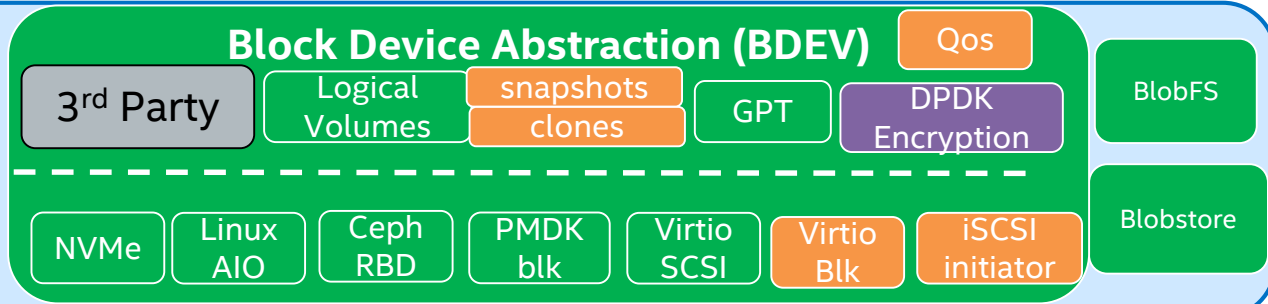 Block Device Abstraction (BDEV)
Qos
3rd Party
Logical
Volumes
snapshots
clones
GPT
DPDK
Encryption
BlobFS
NVMe
Linux
AIO
Ceph
RBD
PMDK
blk
Virtio
SCSI
Virtio
Blk
iSCSI
initiator
Blobstore